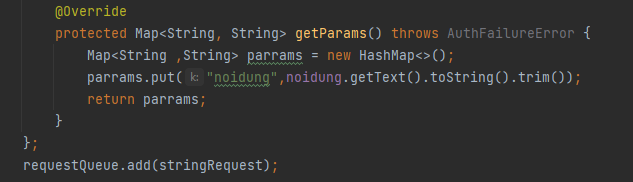 @Override
protected Map<String, String> getParams() throws AuthFailureError {
Map<String ,String> parrams = new HashMap<>();
parrams.put( k: "noidung",noidung.getText().toString().trim());
return parrams;
}
};
requestQueue.add(stringRequest);